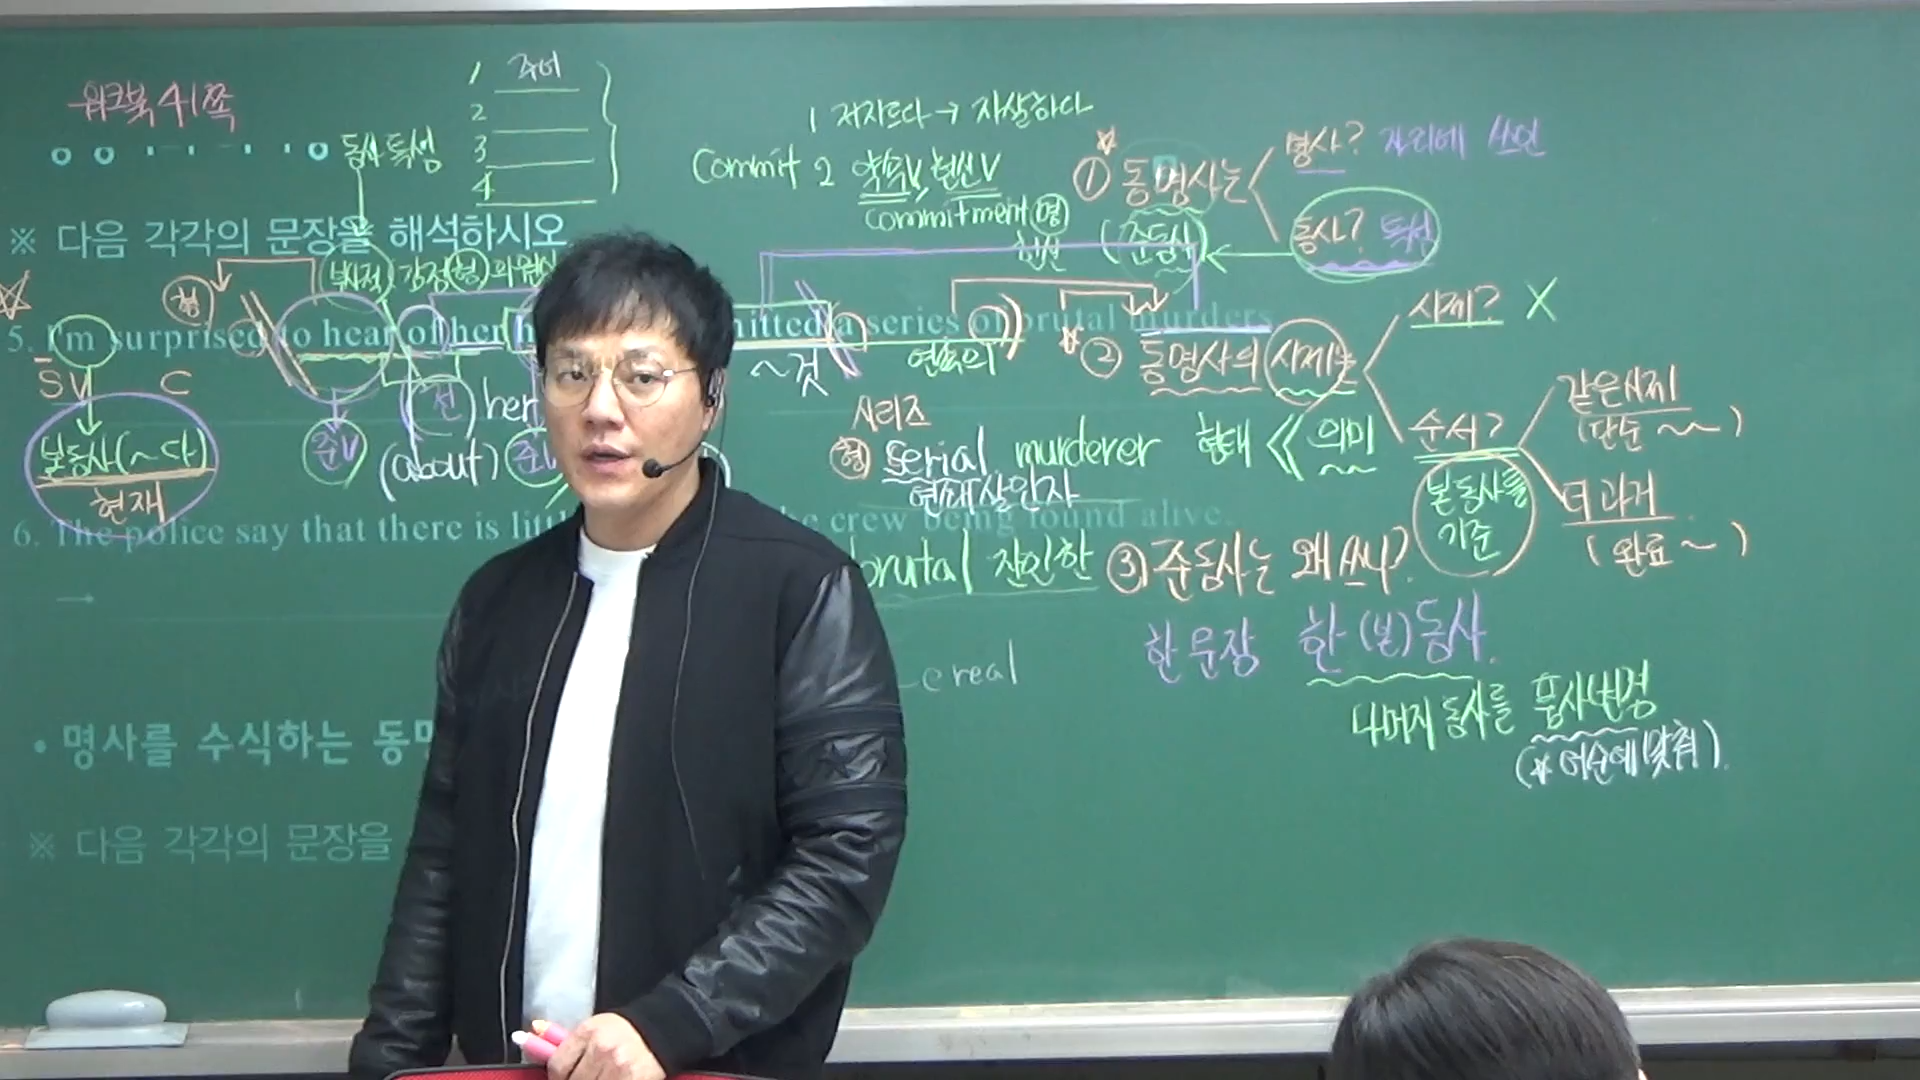 워크북 41쪽
동사 특성
1 주어
2
3
4
1 저지르다 → 자살하다
Commit 2 약속V, 헌신V
commitment 명
헌신
① 동명사는
(준동사)
명사? 자리에 쓰인
동사? 특성
※ 다음 각각의 문장을 해석하시오.
형
부사적 감정형
5. I'm surprised to hear of her committed a series of brutal murders.
S V C
본동사(~다)
현재
준V
전 her
(about)
~것
연속의
시리즈
형 serial murderer
연쇄살인자
② 동명사의 시제는
형태 << 의미
시제? X
순서?
본동사를 기준
같은시제
(단순 ~~)
더 과거
(완료 ~)
6. The police say that there is crew being found alive.
→
brutal 잔인한
③ 준동사는 왜 쓰니?
한 문장 한 (본)동사.
나머지 동사를 품사변경
(* 어순에 맞춰).
cereal
• 명사를 수식하는
※ 다음 각각의 문장을